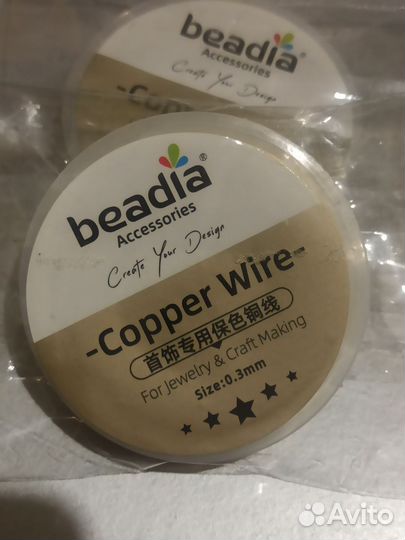 beadia
Accessories
Create Your Design
-Copper
beadia®
Accessories
Create Your Design
-Copper Wire-
首饰专用保色铜线
For Jewelry & Craft Making
Size:0.3mm
Avito